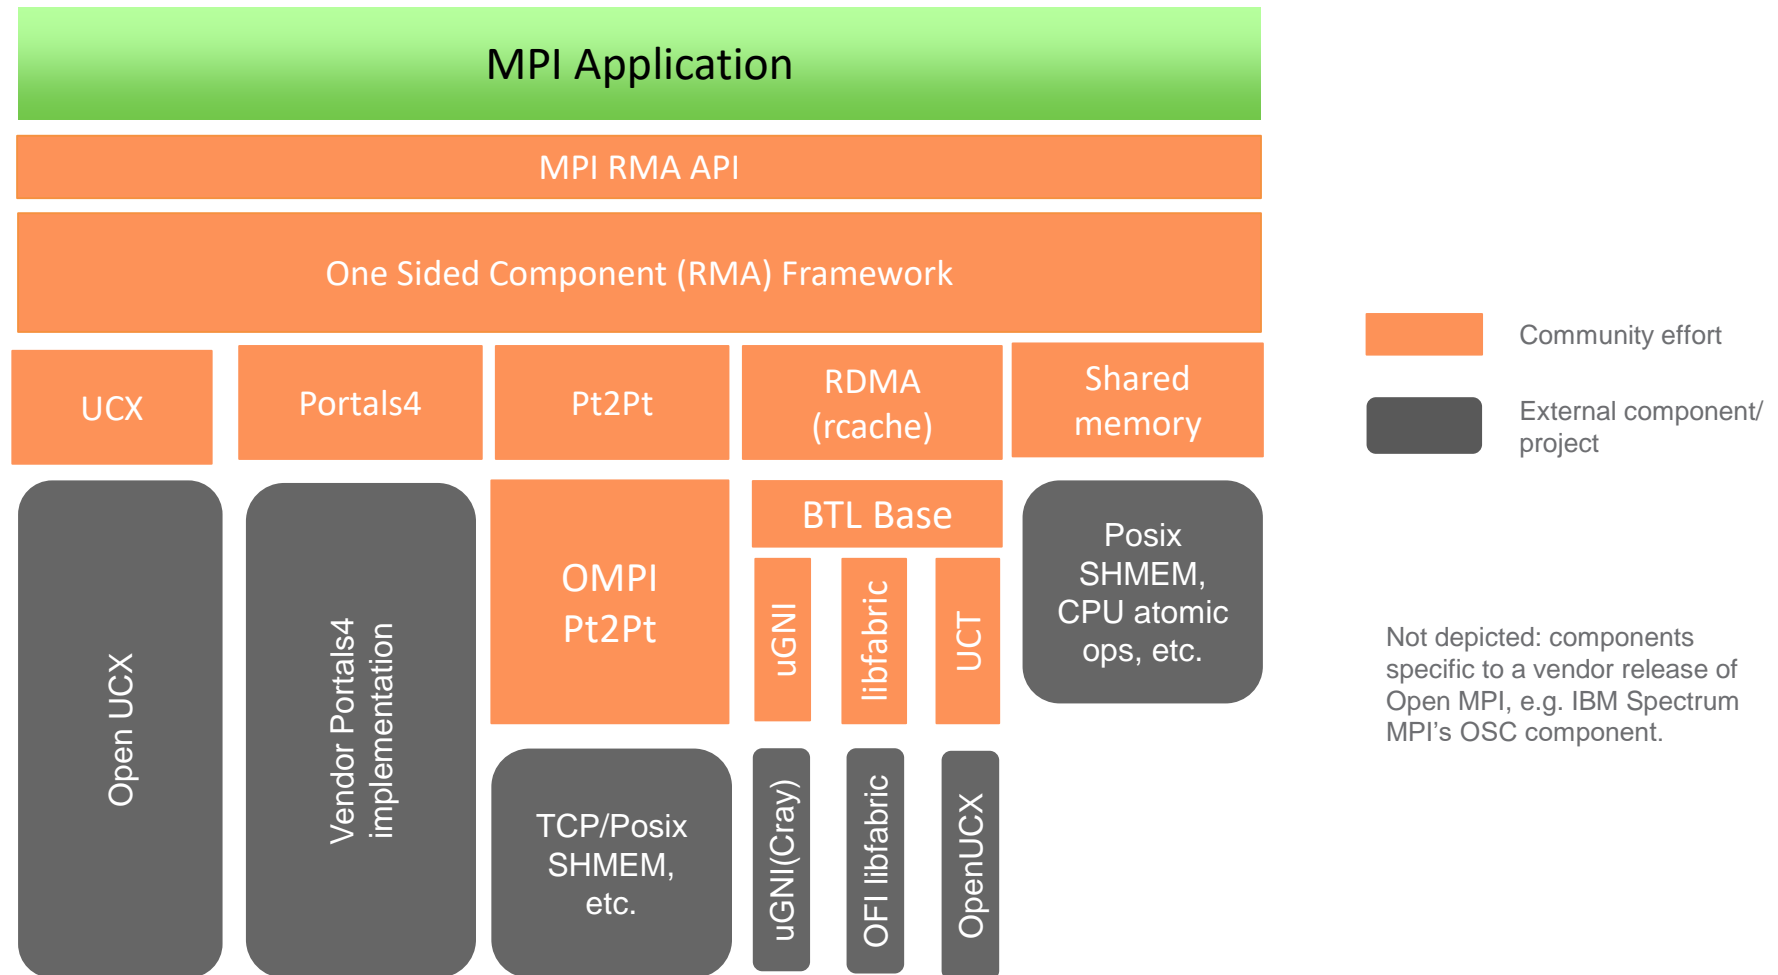 MPI Application
MPI RMA API
One Sided Component (RMA) Framework
UCX
Portals4
Pt2Pt
RDMA
(rcache)
Shared
memory
Open UCX
Vendor Portals4
implementation
OMPI
Pt2Pt
TCP/Posix
SHMEM,
etc.
BTL Base
uGNI
libfabric
UCT
uGNI(Cray)
OFI libfabric
OpenUCX
Posix
SHMEM,
CPU atomic
ops, etc.
Community effort
External component/
project
Not depicted: components
specific to a vendor release of
Open MPI, e.g. IBM Spectrum
MPI’s OSC component.